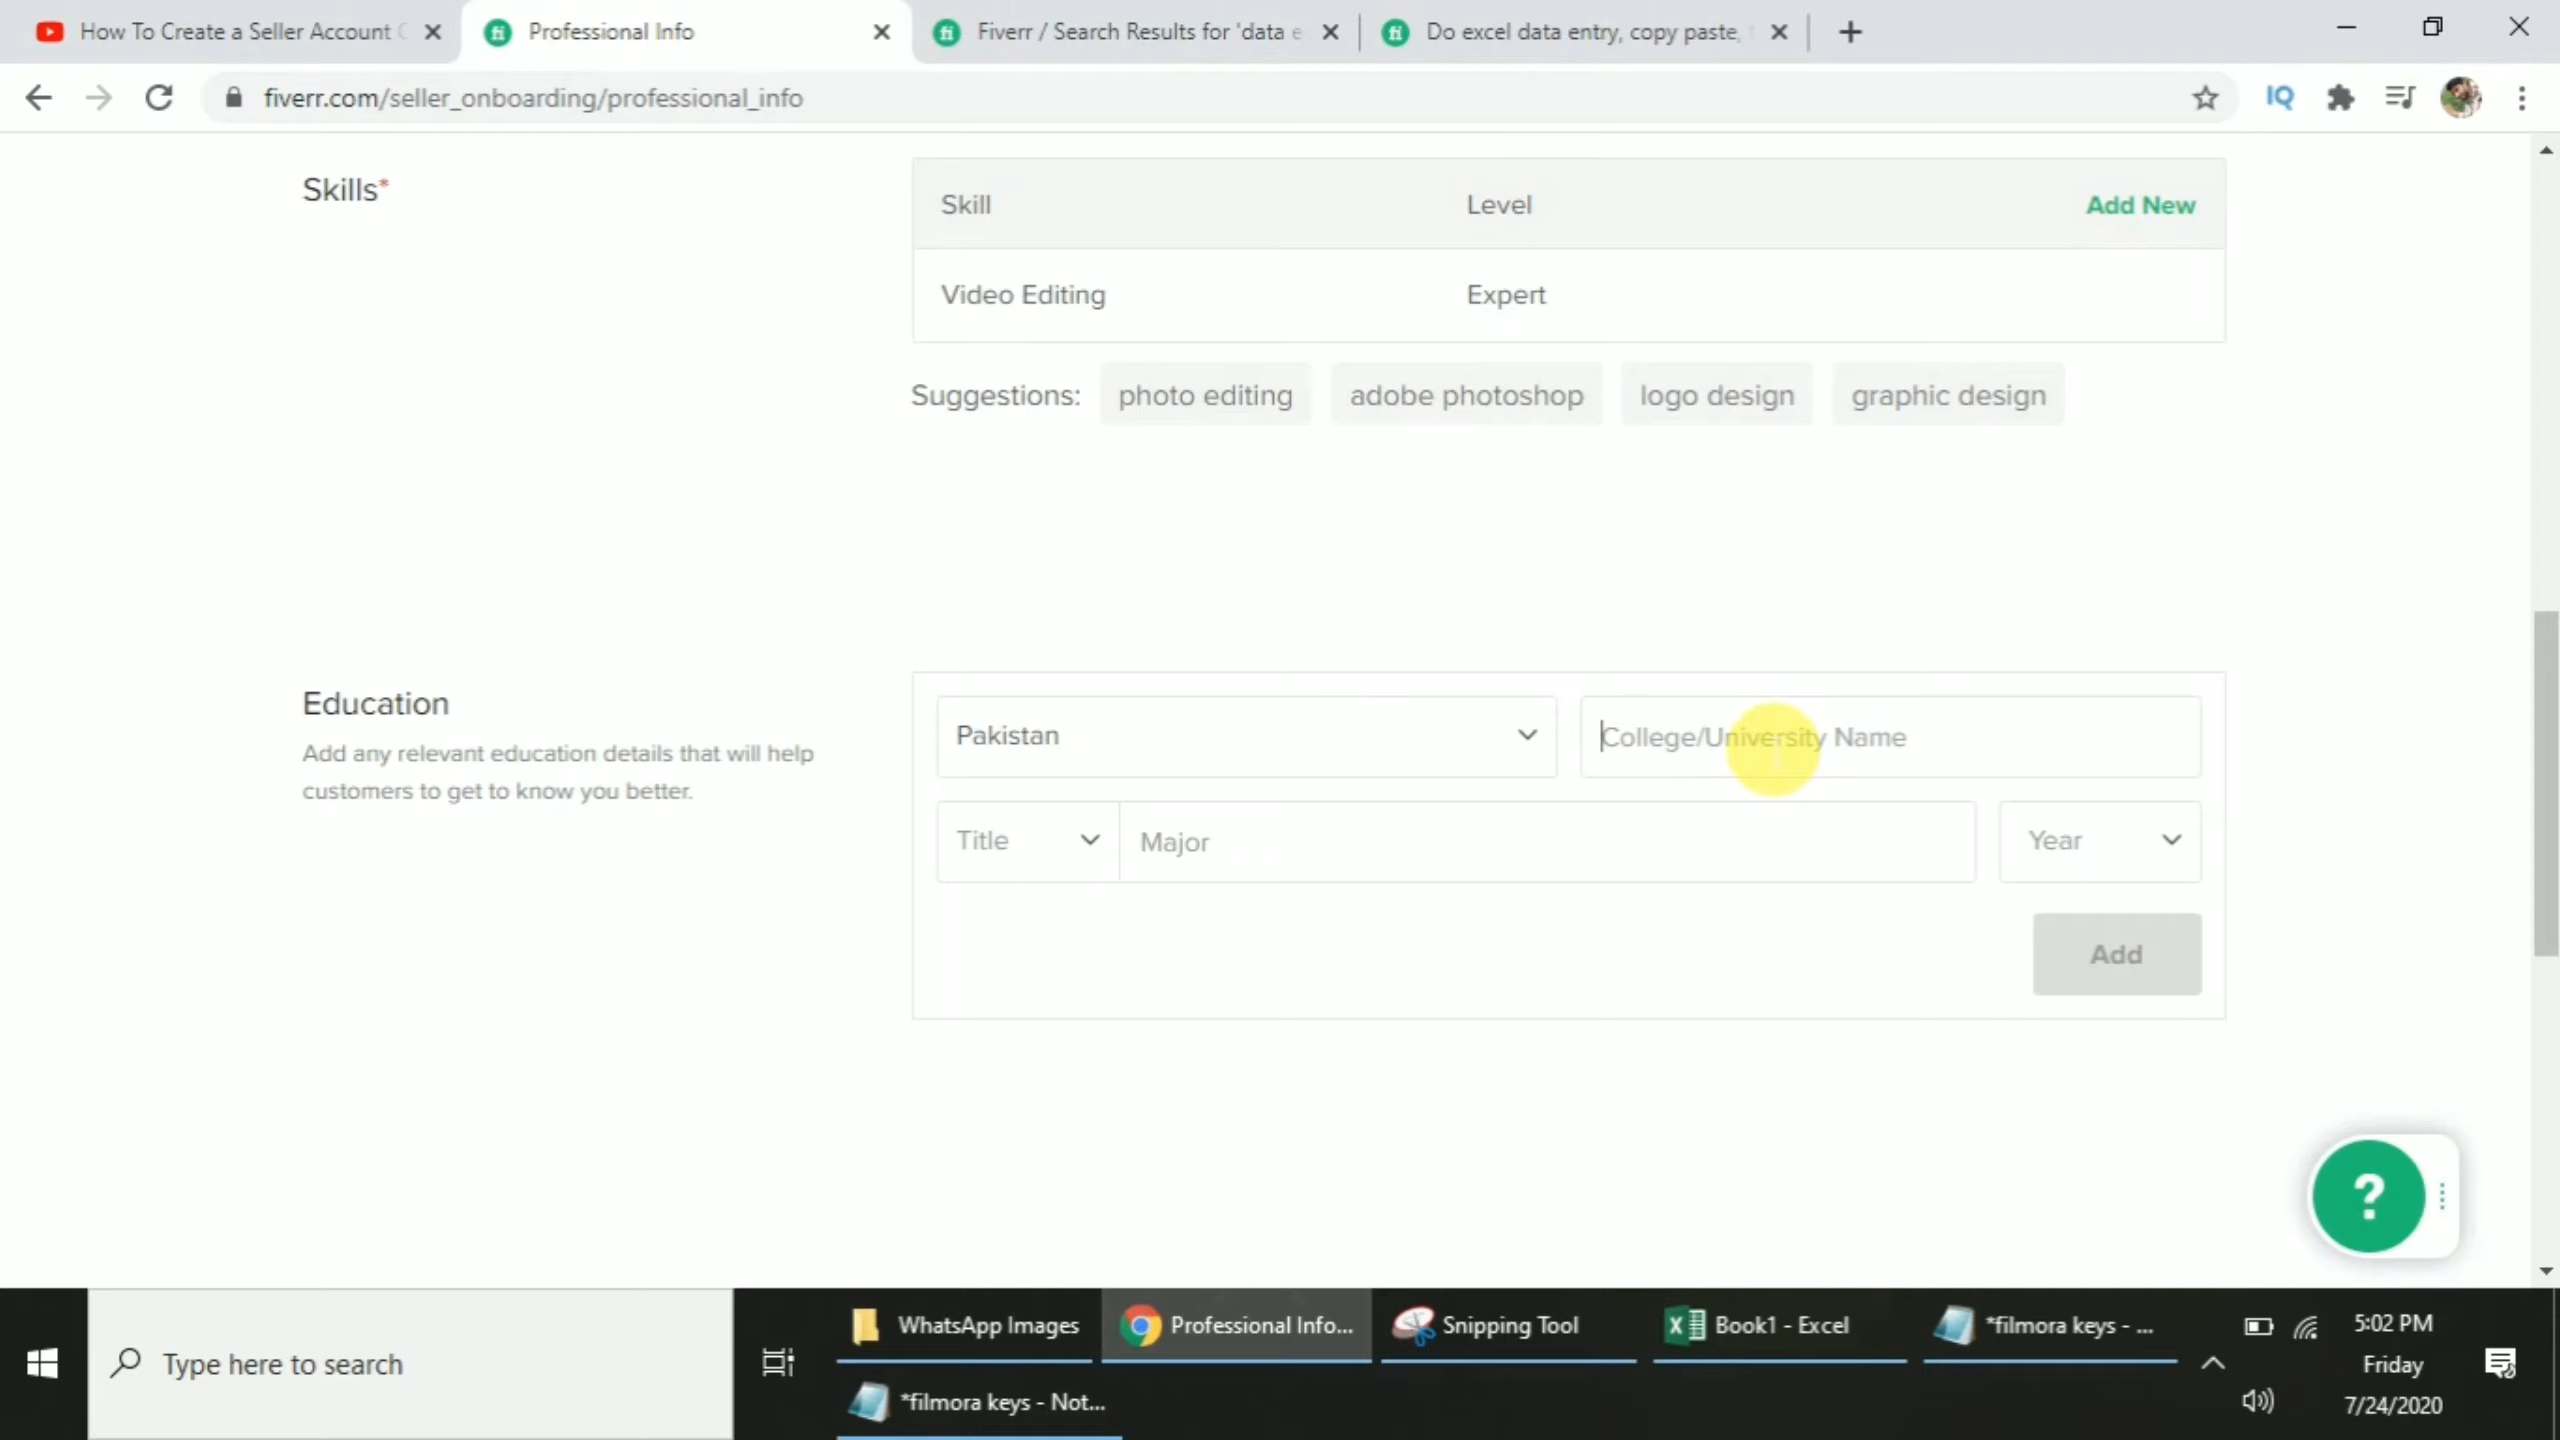 How To Create a Seller Account
Professional Info
Fiverr / Search Results for 'data e
Do excel data entry, copy paste,
fiverr.com/seller_onboarding/professional_info
IQ
Skills*
Skill
Level
Add New
Video Editing
Expert
Suggestions:
photo editing
adobe photoshop
logo design
graphic design
Education
Add any relevant education details that will help
customers to get to know you better.
Pakistan
College/University Name
Title
Major
Year
Add
?
Type here to search
WhatsApp Images
Professional Info...
Snipping Tool
Book1 - Excel
*filmora keys - ...
*filmora keys - Not...
5:02 PM
Friday
7/24/2020